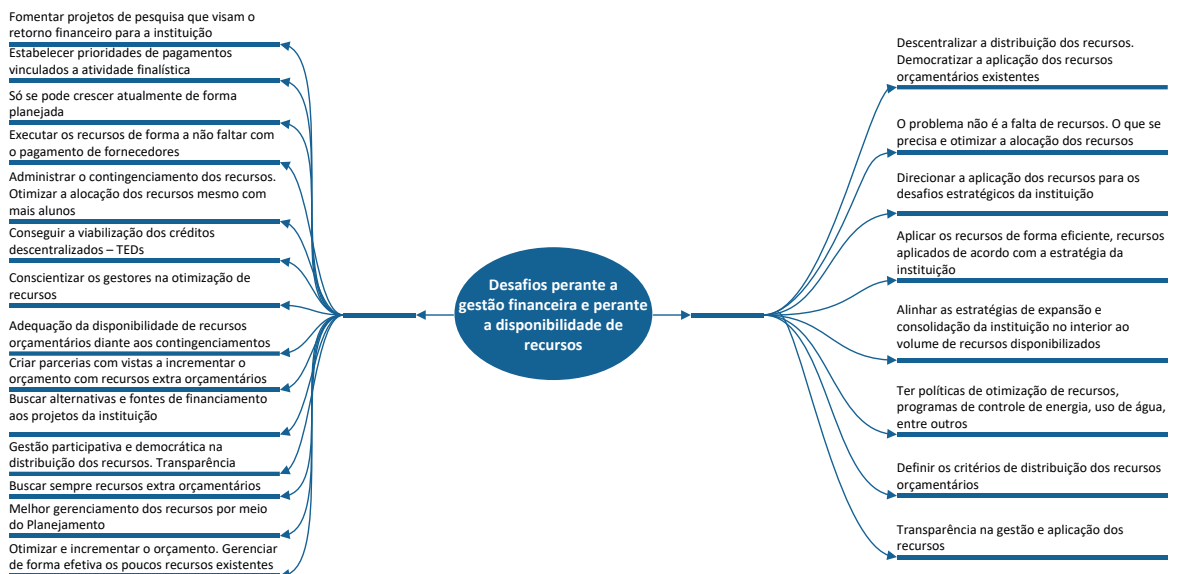 Fomentar projetos de pesquisa que visam o
retorno financeiro para a instituição
Estabelecer prioridades de pagamentos
vinculados a atividade finalística
Só se pode crescer atualmente de forma
planejada
Executar os recursos de forma a não faltar com
o pagamento de fornecedores
Administrar o contingenciamento dos recursos.
Otimizar a alocação dos recursos mesmo com
mais alunos
Conseguir a viabilização dos créditos
descentralizados – TEDs
Conscientizar os gestores na otimização de
recursos
Adequação da disponibilidade de recursos
orçamentários diante aos contingenciamentos
Criar parcerias com vistas a incrementar o
orçamento com recursos extra orçamentários
Buscar alternativas e fontes de financiamento
aos projetos da instituição
Gestão participativa e democrática na
distribuição dos recursos. Transparência
Buscar sempre recursos extra orçamentários
Melhor gerenciamento dos recursos por meio
do Planejamento
Otimizar e incrementar o orçamento. Gerenciar
de forma efetiva os poucos recursos existentes
Desafios perante a
gestão financeira e perante
a disponibilidade de
recursos
Descentralizar a distribuição dos recursos.
Democratizar a aplicação dos recursos
orçamentários existentes
O problema não é a falta de recursos. O que se
precisa e otimizar a alocação dos recursos
Direcionar a aplicação dos recursos para os
desafios estratégicos da instituição
Aplicar os recursos de forma eficiente, recursos
aplicados de acordo com a estratégia da
instituição
Alinhar as estratégias de expansão e
consolidação da instituição no interior ao
volume de recursos disponibilizados
Ter políticas de otimização de recursos,
programas de controle de energia, uso de água,
entre outros
Definir os critérios de distribuição dos recursos
orçamentários
Transparência na gestão e aplicação dos
recursos